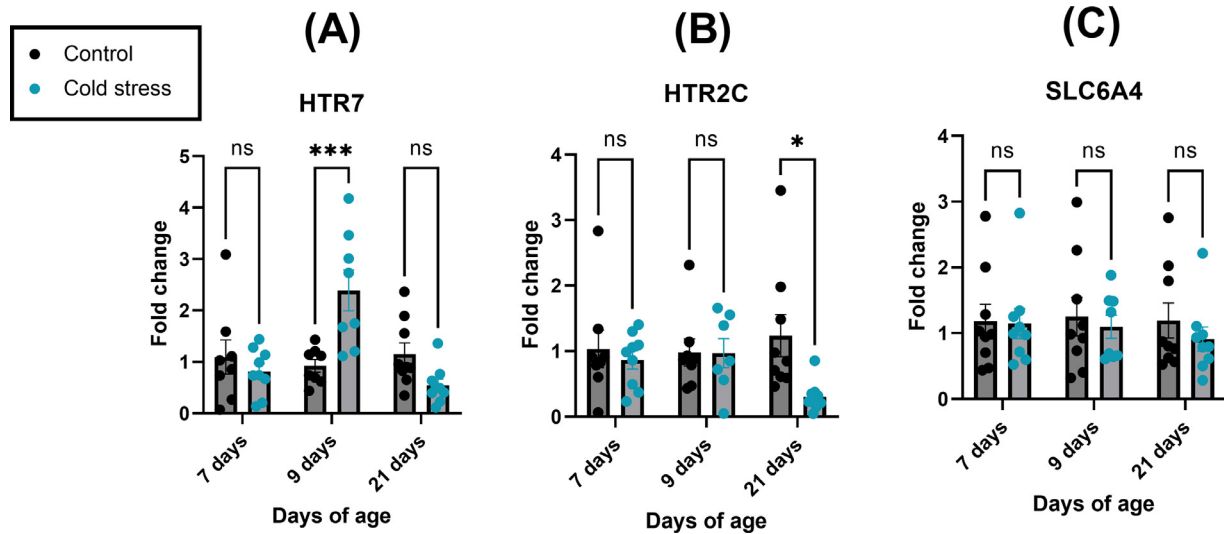 Control
Cold stress
(A)
HTR7
ns
***
ns
Fold change
5
4
3
2
1
0
7 days
9 days
21 days
Days of age
(B)
HTR2C
ns
ns
*
Fold change
4
3
2
1
0
7 days
9 days
21 days
Days of age
(C)
SLC6A4
ns
ns
ns
Fold change
4
3
2
1
0
7 days
9 days
21 days
Days of age